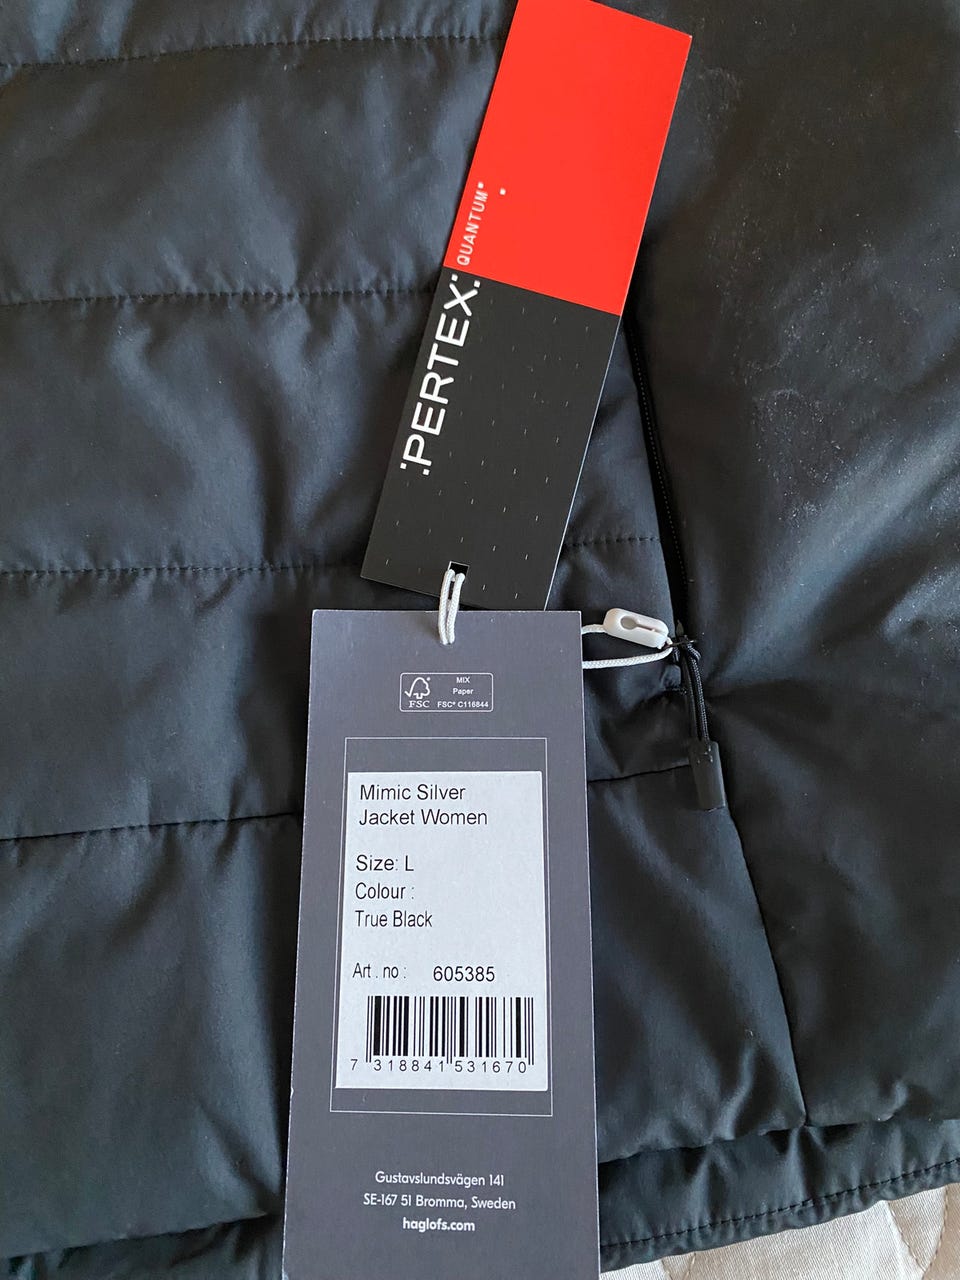 :PERTEX:
QUANTUM
MIX
Paper
FSC® C116844
FSC
Mimic Silver
Jacket Women
Size: L
Colour :
True Black
Art. no : 605385
7 318841 531670
Gustavslundsvägen 141
SE-167 51 Bromma, Sweden
haglofs.com